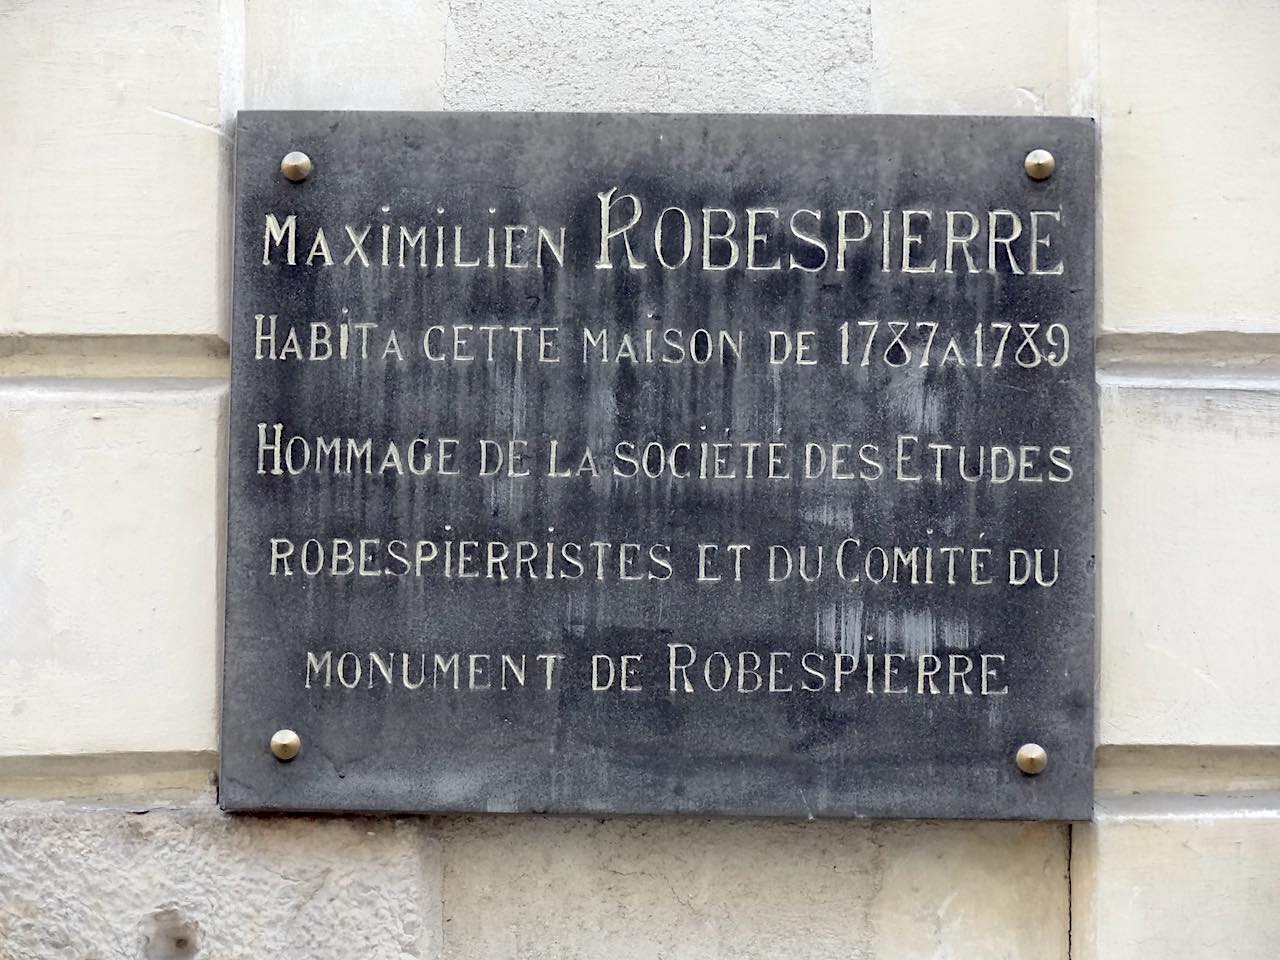 MAXIMILIEN ROBESPIERRE
HABITA CETTE MAISON DE 1787 A 1789
HOMMAGE DE LA SOCIÉTÉ DES ETUDES
ROBESPIERRISTES ET DU COMITÉ DU
MONUMENT DE ROBESPIERRE